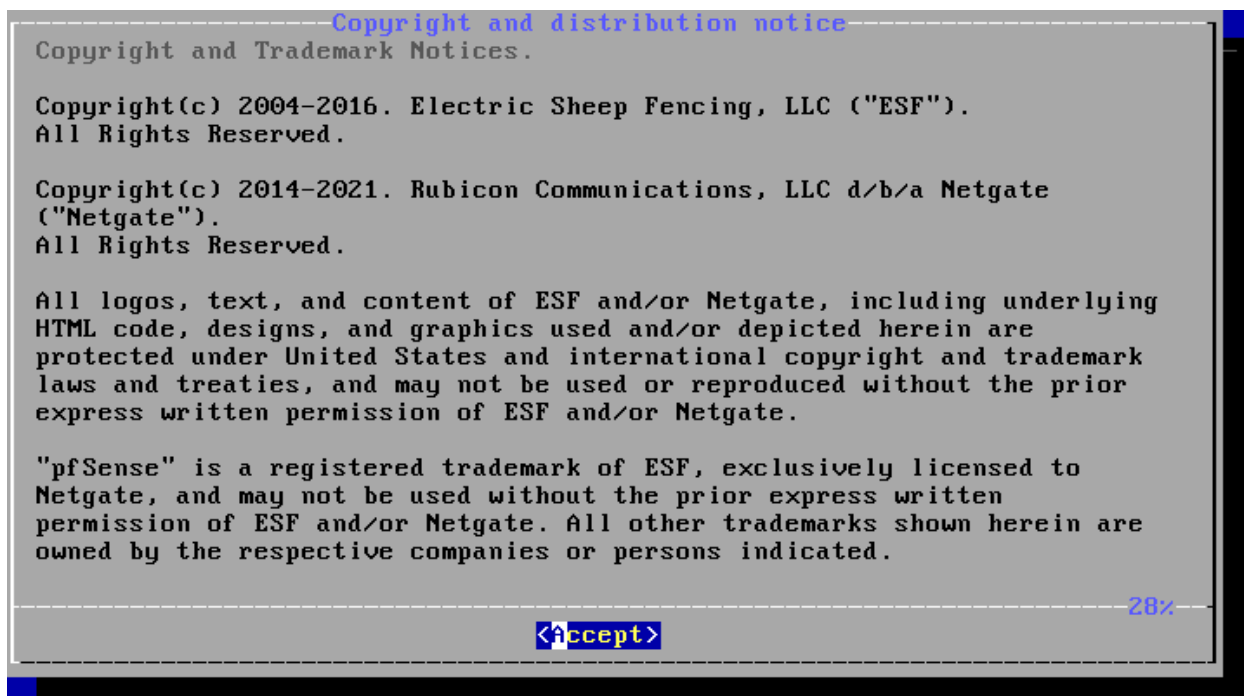 Copyright and distribution notice
Copyright and Trademark Notices.
Copyright(c) 2004-2016. Electric Sheep Fencing, LLC ("ESF").
All Rights Reserved.
Copyright(c) 2014-2021. Rubicon Communications, LLC d/b/a Netgate
("Netgate").
All Rights Reserved.
All logos, text, and content of ESF and/or Netgate, including underlying
HTML code, designs, and graphics used and/or depicted herein are
protected under United States and international copyright and trademark
laws and treaties, and may not be used or reproduced without the prior
express written permission of ESF and/or Netgate.
"pfSense" is a registered trademark of ESF, exclusively licensed to
Netgate, and may not be used without the prior express written
permission of ESF and/or Netgate. All other trademarks shown herein are
owned by the respective companies or persons indicated.
28%
<Accept>